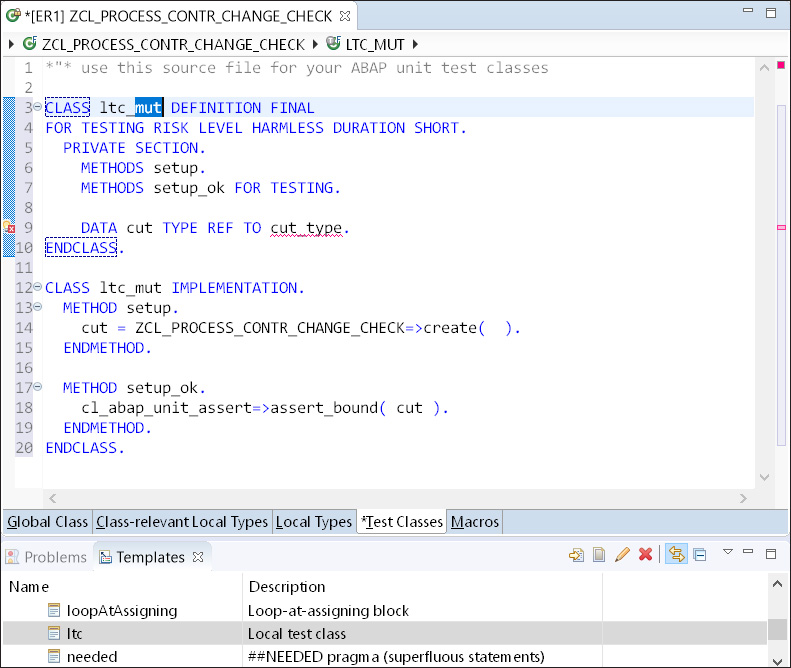 *[ER1] ZCL_PROCESS_CONTR_CHANGE_CHECK
ZCL_PROCESS_CONTR_CHANGE_CHECK LTC_MUT
1 *"* use this source file for your ABAP unit test classes
2
3 CLASS ltc_mut DEFINITION FINAL
4 FOR TESTING RISK LEVEL HARMLESS DURATION SHORT.
5 PRIVATE SECTION.
6 METHODS setup.
7 METHODS setup_ok FOR TESTING.
8
9 DATA cut TYPE REF TO cut_type.
10 ENDCLASS.
11
12 CLASS ltc_mut IMPLEMENTATION.
13 METHOD setup.
14 cut = ZCL_PROCESS_CONTR_CHANGE_CHECK=>create(  ).
15 ENDMETHOD.
16
17 METHOD setup_ok.
18 cl_abap_unit_assert=>assert_bound( cut ).
19 ENDMETHOD.
20 ENDCLASS.
Global Class Class-relevant Local Types Local Types *Test Classes Macros
Problems Templates
Name Description
loopAtAssigning Loop-at-assigning block
ltc Local test class
needed ##NEEDED pragma (superfluous statements)